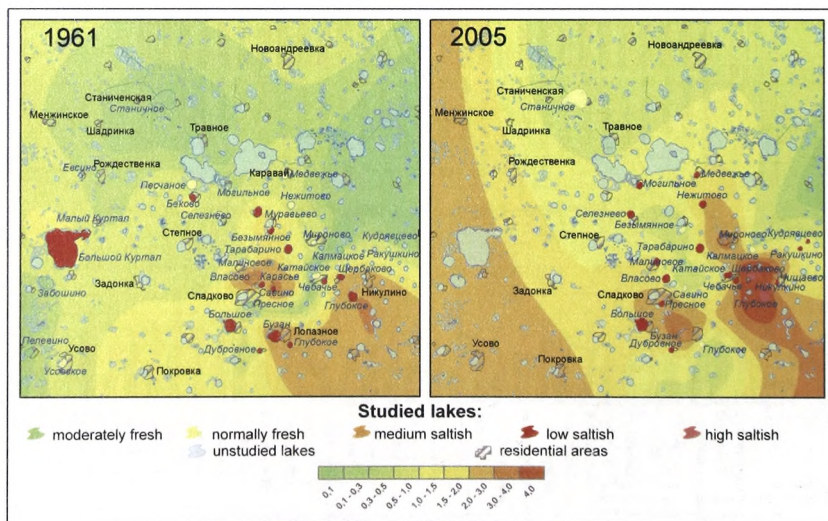 1961
Новоандреевка
Станиченская
Станичное
Менжинское
Шадринка
Травное
Евсино
Рождественка
Каравай
Медвежье
Песчаное
Могильное
Беково
Нежитово
Селезнево
Муравьево
Малый Куртал
Безымянное
Мироново
Кудрявцево
Степное
Тарабарино
Калмацкое
Ракушкино
Большой Куртал
Малиновое
Катайское
Щербаково
Задонка
Власово
Карасье
Чебачье
Забошино
Сладково
Савино
Никулино
Пресное
Глубокое
Большое
Бузан
Лопазное
Пелевино
Усово
Дубровное
Глубокое
Усовское
Покровка
2005
Новоандреевка
Станиченская
Станичное
Менжинское
Шадринка
Травное
Рождественка
Медвежье
Могильное
Нежитово
Селезнево
Безымянное
Мироново
Кудрявцево
Степное
Тарабарино
Калмацкое
Ракушкино
Малиновое
Катайское
Щербаково
Задонка
Власово
Чебачье
Сладково
Савино
Никулкино
Пресное
Глубокое
Большое
Бузан
Усово
Дубровное
Глубокое
Покровка
Studied lakes:
moderately fresh normally fresh medium saltish low saltish high saltish
unstudied lakes residential areas
0,1 0,1 - 0,3 0,3 - 0,5 0,5 - 1,0 1,0 - 1,5 1,5 - 2,0 2,0 - 3,0 3,0 - 4,0 4,0